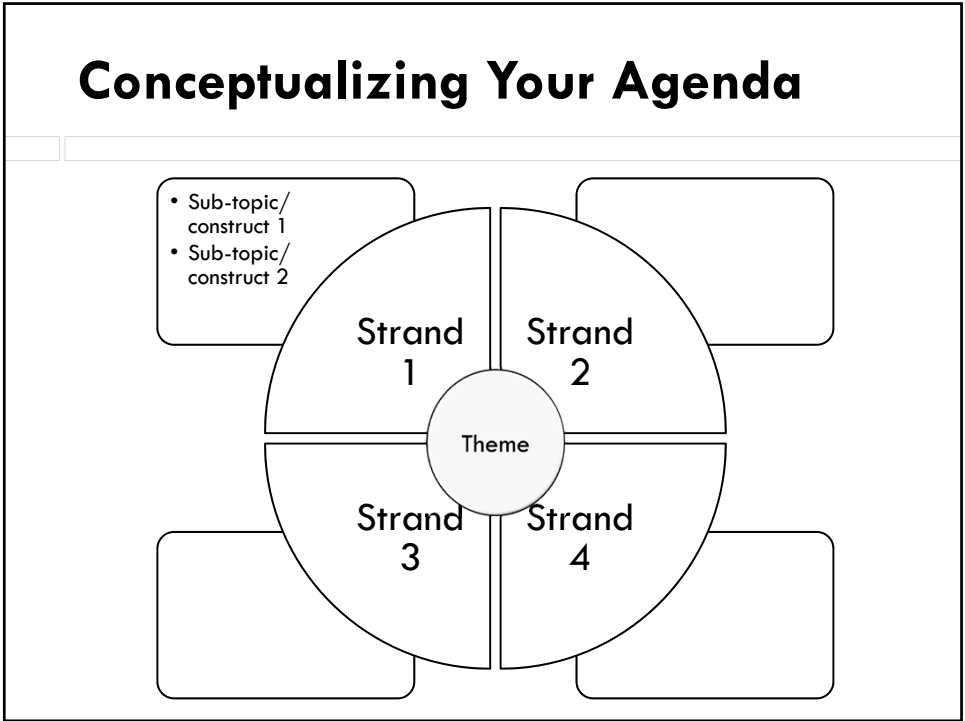 Conceptualizing Your Agenda
• Sub-topic/
construct 1
• Sub-topic/
construct 2
Strand
1
Strand
2
Theme
Strand
3
Strand
4